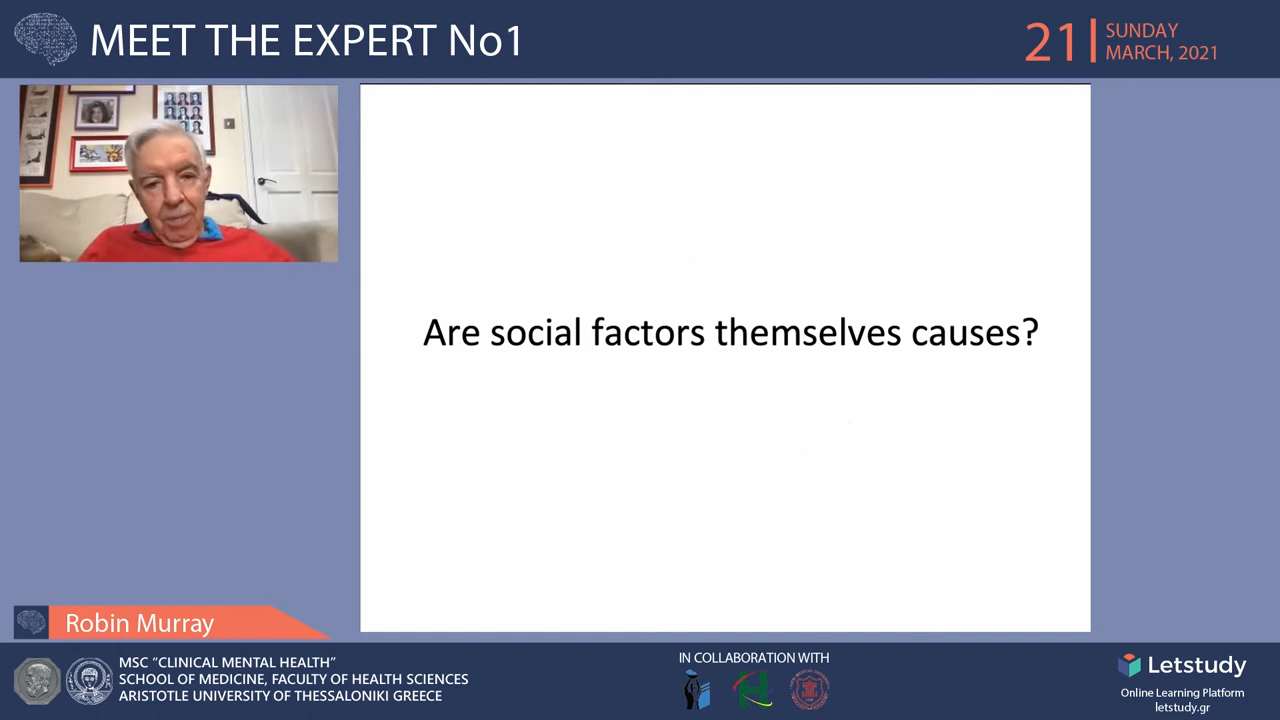 MEET THE EXPERT No1
21
SUNDAY
MARCH, 2021
Are social factors themselves causes?
Robin Murray
MSC "CLINICAL MENTAL HEALTH"
SCHOOL OF MEDICINE, FACULTY OF HEALTH SCIENCES
ARISTOTLE UNIVERSITY OF THESSALONIKI GREECE
IN COLLABORATION WITH
Letstudy
Online Learning Platform
letstudy.gr